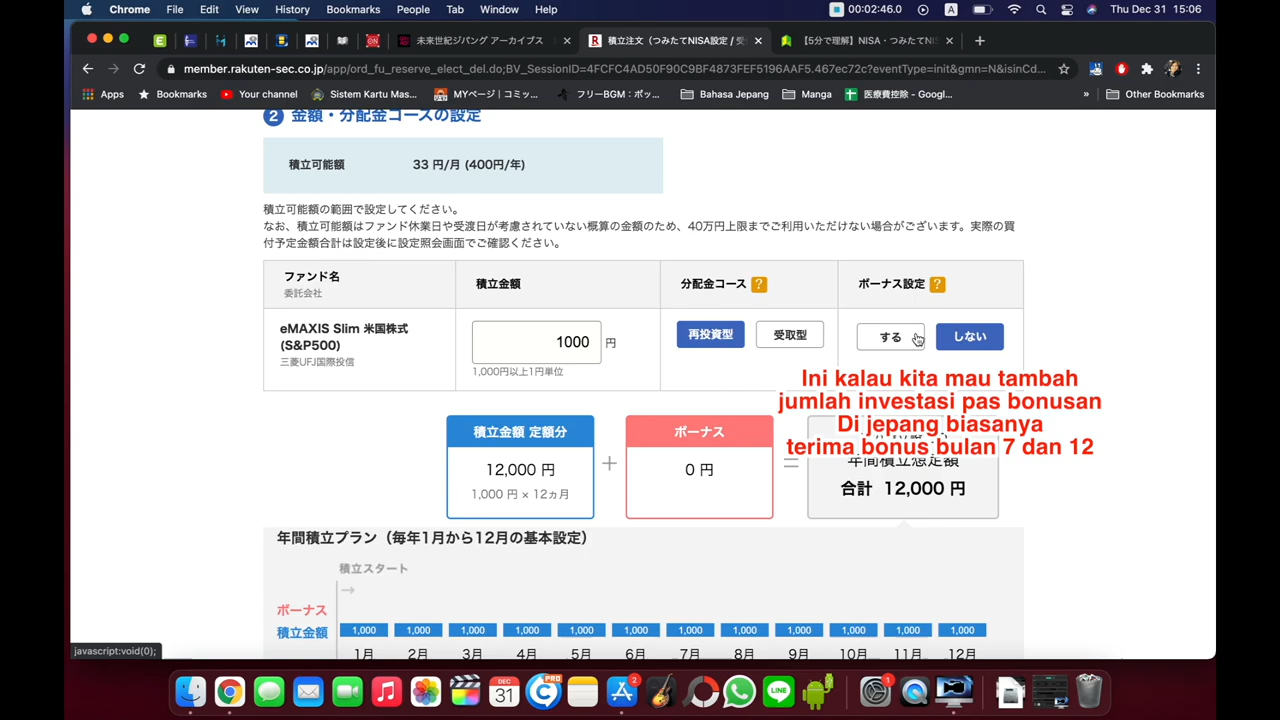 Chrome File Edit View History Bookmarks People Tab Window Help 00:02:46.0 A Thu Dec 31 15:06
未来世紀ジパング アーカイブス × R 積立注文（つみたてNISA設定 / 受 × 【5分で理解】NISA・つみたてNIS ×
member.rakuten-sec.co.jp/app/ord_fu_reserve_elect_del.do;BV_SessionID=4FCFC4AD50F90C9BF4873FEF5196AAF5.467ec72c?eventType=init&gmn=N&isinCd...
Apps Bookmarks Your channel Sistem Kartu Mas... MYページ｜コミッ... フリーBGM：ポッ... Bahasa Jepang Manga 医療費控除 - Googl... » Other Bookmarks
2 金額・分配金コースの設定
積立可能額 33 円/月 (400円/年)
積立可能額の範囲で設定してください。
なお、積立可能額はファンド休業日や受渡日が考慮されていない概算の金額のため、40万円上限までご利用いただけない場合がございます。実際の買
付予定金額合計は設定後に設定照会画面でご確認ください。
ファンド名 積立金額 分配金コース ? ボーナス設定 ?
委託会社
eMAXIS Slim 米国株式 1000 円 再投資型 受取型 する しない
(S&P500)
三菱UFJ国際投信 1,000円以上1円単位
Ini kalau kita mau tambah
jumlah investasi pas bonusan
Di jepang biasanya
terima bonus bulan 7 dan 12
積立金額 定額分 ボーナス
年間積立想定額
12,000 円 + 0 円 =
1,000 円 × 12ヵ月 合計 12,000 円
年間積立プラン（毎年1月から12月の基本設定）
積立スタート
→
ボーナス
積立金額 1,000 1,000 1,000 1,000 1,000 1,000 1,000 1,000 1,000 1,000 1,000 1,000
1月 2月 3月 4月 5月 6月 7月 8月 9月 10月 11月 12月
javascript:void(0);
DEC 31 PRO 2 LINE 1